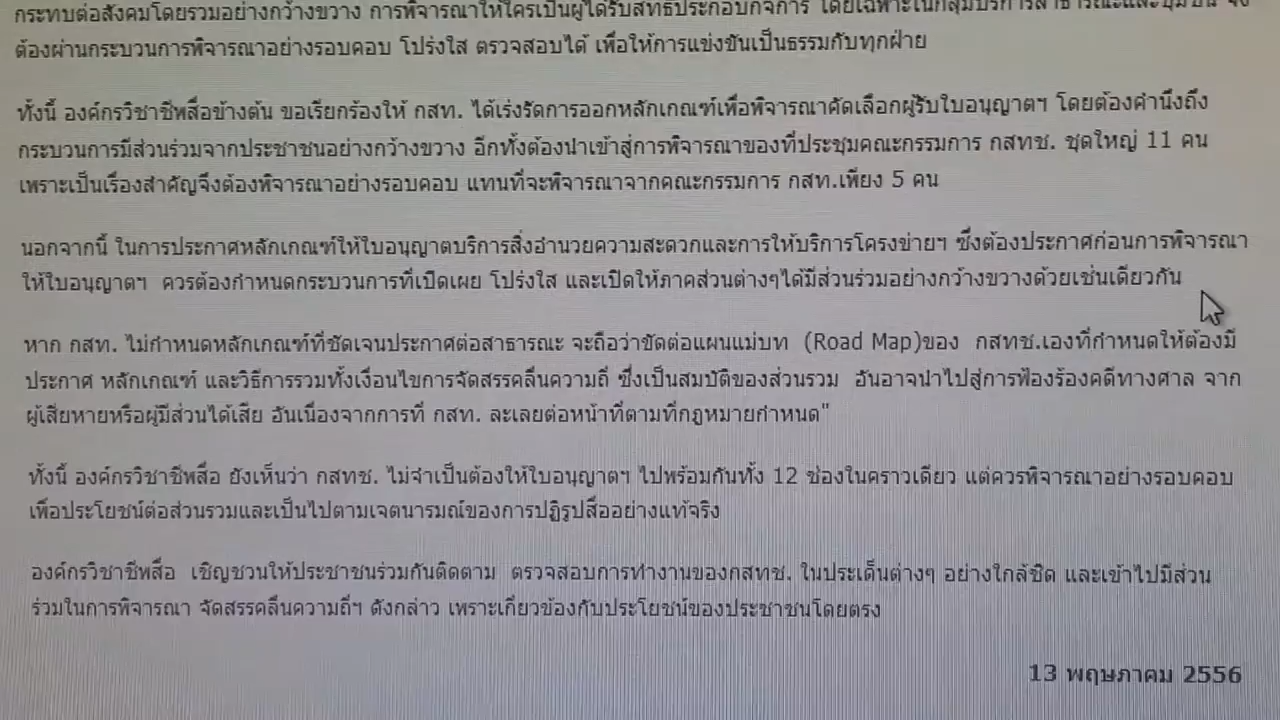 กระทบต่อสังคมโดยรวมอย่างกว้างขวาง การพิจารณาให้ใครเป็นผู้ได้รับสิทธิประกอบกิจการ โดยเฉพาะในกลุ่มบริการสาธารณะและชุมชน จึง
ต้องผ่านกระบวนการพิจารณาอย่างรอบคอบ โปร่งใส ตรวจสอบได้ เพื่อให้การแข่งขันเป็นธรรมกับทุกฝ่าย
ทั้งนี้ องค์กรวิชาชีพสื่อข้างต้น ขอเรียกร้องให้ กสท. ได้เร่งรัดการออกหลักเกณฑ์เพื่อพิจารณาคัดเลือกผู้รับใบอนุญาตฯ โดยต้องคำนึงถึง
กระบวนการมีส่วนร่วมจากประชาชนอย่างกว้างขวาง อีกทั้งต้องนำเข้าสู่การพิจารณาของที่ประชุมคณะกรรมการ กสทช. ชุดใหญ่ 11 คน
เพราะเป็นเรื่องสำคัญจึงต้องพิจารณาอย่างรอบคอบ แทนที่จะพิจารณาจากคณะกรรมการ กสท.เพียง 5 คน
นอกจากนี้ ในการประกาศหลักเกณฑ์ให้ใบอนุญาตบริการสิ่งอำนวยความสะดวกและการให้บริการโครงข่ายฯ ซึ่งต้องประกาศก่อนการพิจารณา
ให้ใบอนุญาตฯ ควรต้องกำหนดกระบวนการที่เปิดเผย โปร่งใส และเปิดให้ภาคส่วนต่างๆได้มีส่วนร่วมอย่างกว้างขวางด้วยเช่นเดียวกัน
หาก กสท. ไม่กำหนดหลักเกณฑ์ที่ชัดเจนประกาศต่อสาธารณะ จะถือว่าขัดต่อแผนแม่บท (Road Map)ของ กสทช.เองที่กำหนดให้ต้องมี
ประกาศ หลักเกณฑ์ และวิธีการรวมทั้งเงื่อนไขการจัดสรรคลื่นความถี่ ซึ่งเป็นสมบัติของส่วนรวม อันอาจนำไปสู่การฟ้องร้องคดีทางศาล จาก
ผู้เสียหายหรือผู้มีส่วนได้เสีย อันเนื่องจากการที่ กสท. ละเลยต่อหน้าที่ตามที่กฎหมายกำหนด"
ทั้งนี้ องค์กรวิชาชีพสื่อ ยังเห็นว่า กสทช. ไม่จำเป็นต้องให้ใบอนุญาตฯ ไปพร้อมกันทั้ง 12 ช่องในคราวเดียว แต่ควรพิจารณาอย่างรอบคอบ
เพื่อประโยชน์ต่อส่วนรวมและเป็นไปตามเจตนารมณ์ของการปฏิรูปสื่ออย่างแท้จริง
องค์กรวิชาชีพสื่อ เชิญชวนให้ประชาชนร่วมกันติดตาม ตรวจสอบการทำงานของกสทช. ในประเด็นต่างๆ อย่างใกล้ชิด และเข้าไปมีส่วน
ร่วมในการพิจารณา จัดสรรคลื่นความถี่ฯ ดังกล่าว เพราะเกี่ยวข้องกับประโยชน์ของประชาชนโดยตรง
13 พฤษภาคม 2556